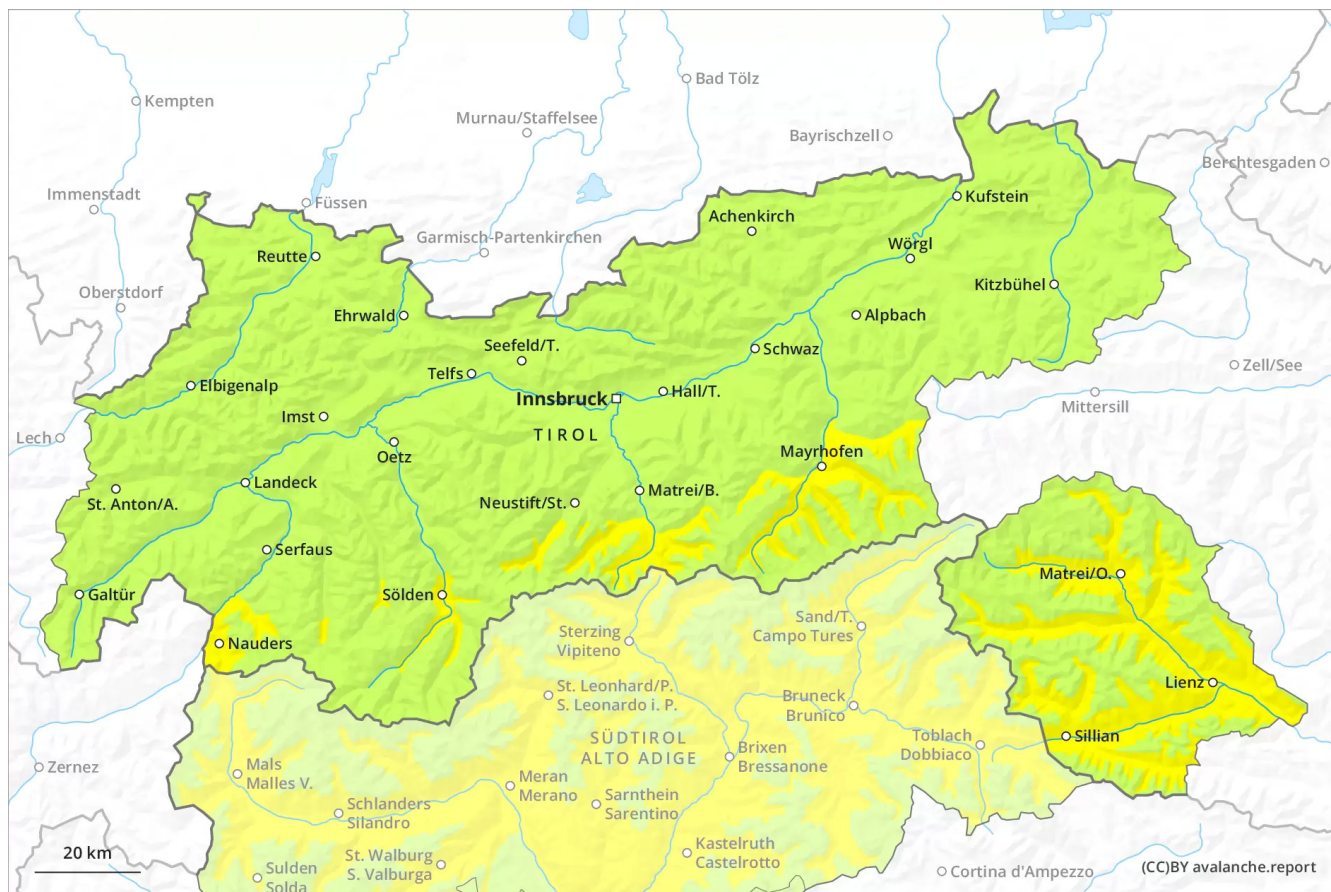 Bad Tölz
Kempten
Murnau/Staffelsee
Bayrischzell
Berchtesgaden
Immenstadt
Füssen
Kufstein
Achenkirch
Garmisch-Partenkirchen
Wörgl
Reutte
Kitzbühel
Oberstdorf
Ehrwald
Alpbach
Seefeld/T.
Schwaz
Zell/See
Telfs
Elbigenalp
Hall/T.
Innsbruck
Mittersill
Imst
Lech
TIROL
Oetz
Mayrhofen
Landeck
Matrei/B.
St. Anton/A.
Neustift/St.
Serfaus
Matrei/O.
Galtür
Sölden
Sand/T.
Campo Tures
Sterzing
Vipiteno
Nauders
Lienz
St. Leonhard/P.
S. Leonardo i. P.
Bruneck
Brunico
Sillian
SÜDTIROL
ALTO ADIGE
Toblach
Dobbiaco
Brixen
Bressanone
Zernez
Mals
Malles V.
Meran
Merano
Sarnthein
Sarentino
Schlanders
Silandro
Kastelruth
Castelrotto
20 km
St. Walburg
S. Valburga
Sulden
Solda
Cortina d'Ampezzo
(CC)BY avalanche.report